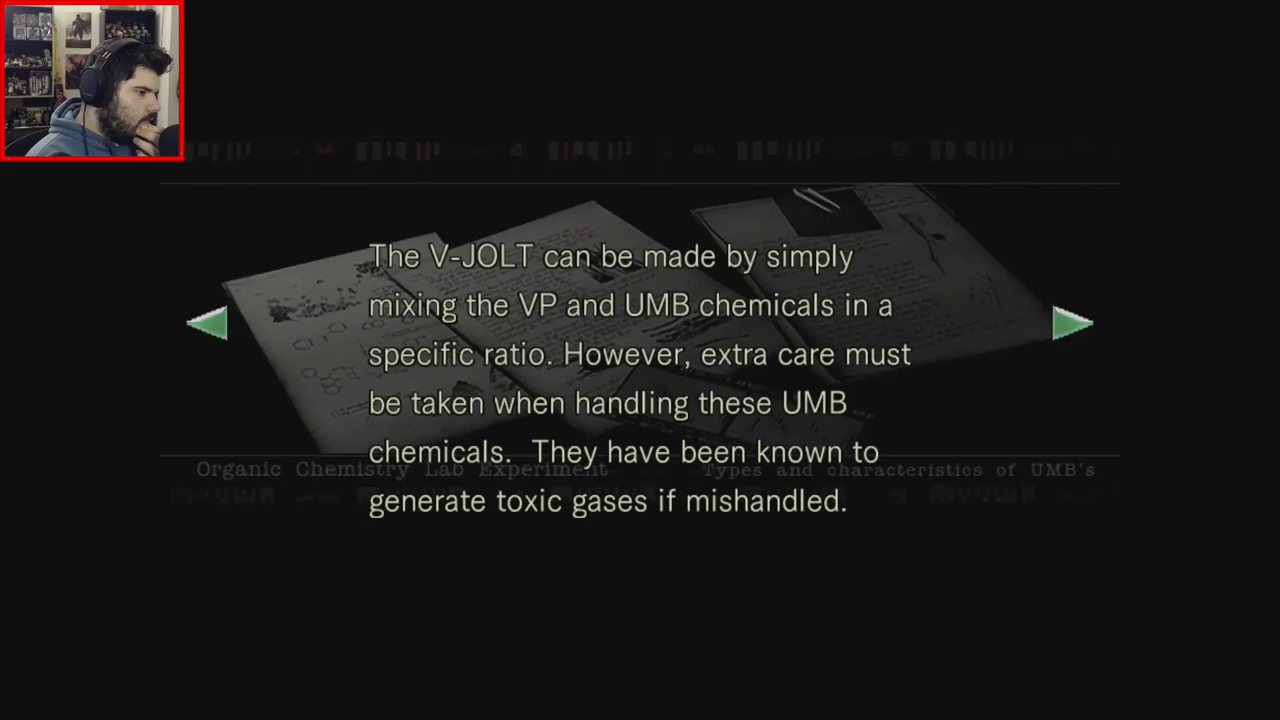 The V-JOLT can be made by simply
mixing the VP and UMB chemicals in a
specific ratio. However, extra care must
be taken when handling these UMB
chemicals. They have been known to
generate toxic gases if mishandled.
Organic Chemistry Lab Experiment Types and characteristics of UMB's